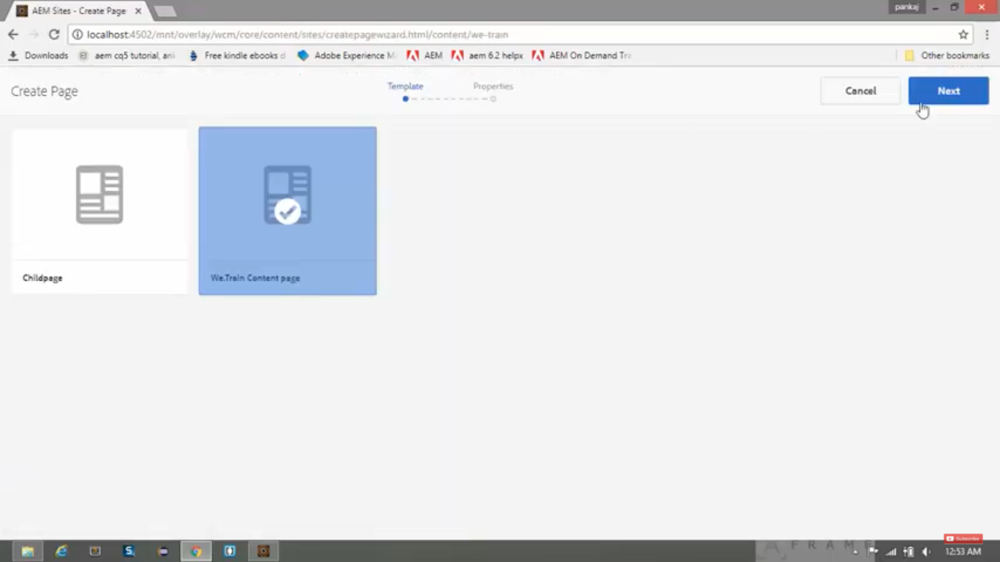 AEM Sites - Create Page
pankaj
localhost:4502/mnt/overlay/wcm/core/content/sites/createpagewizard.html/content/we-train
Downloads aem cq5 tutorial, an Free kindle ebooks Adobe Experience M AEM aem 6.2 helpx AEM On Demand Tra Other bookmarks
Create Page Template Properties Cancel Next
Childpage We.Train Content page
Subscribe
A FRAME
12:53 AM